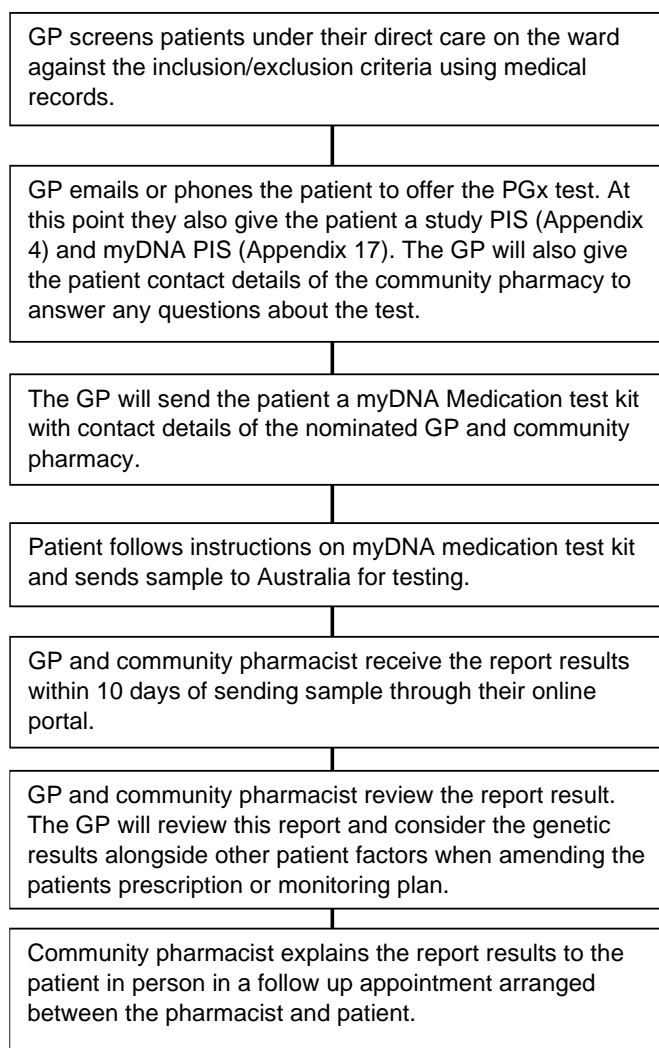 GP screens patients under their direct care on the ward
against the inclusion/exclusion criteria using medical
records.
GP emails or phones the patient to offer the PGx test. At
this point they also give the patient a study PIS (Appendix
4) and myDNA PIS (Appendix 17). The GP will also give
the patient contact details of the community pharmacy to
answer any questions about the test.
The GP will send the patient a myDNA Medication test kit
with contact details of the nominated GP and community
pharmacy.
Patient follows instructions on myDNA medication test kit
and sends sample to Australia for testing.
GP and community pharmacist receive the report results
within 10 days of sending sample through their online
portal.
GP and community pharmacist review the report result.
The GP will review this report and consider the genetic
results alongside other patient factors when amending the
patients prescription or monitoring plan.
Community pharmacist explains the report results to the
patient in person in a follow up appointment arranged
between the pharmacist and patient.